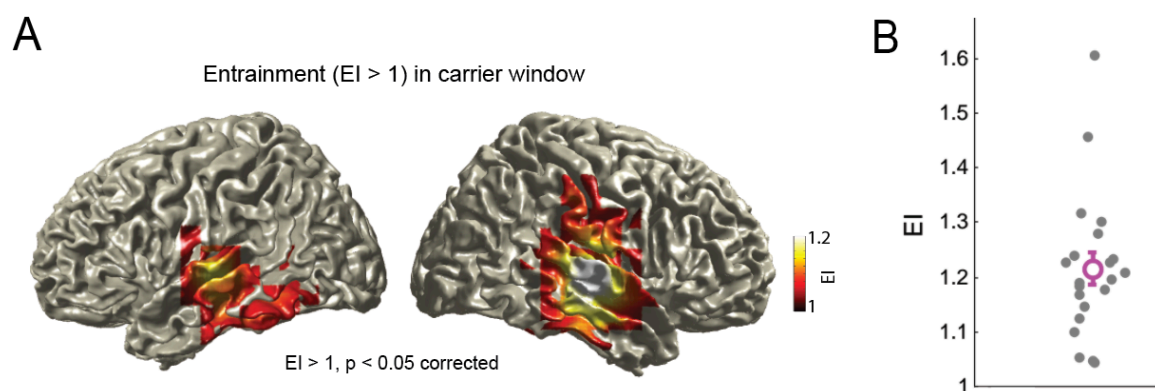 A
Entrainment (EI > 1) in carrier window
1.2
EI
1
EI > 1, p < 0.05 corrected
B
EI
1.6
1.5
1.4
1.3
1.2
1.1
1